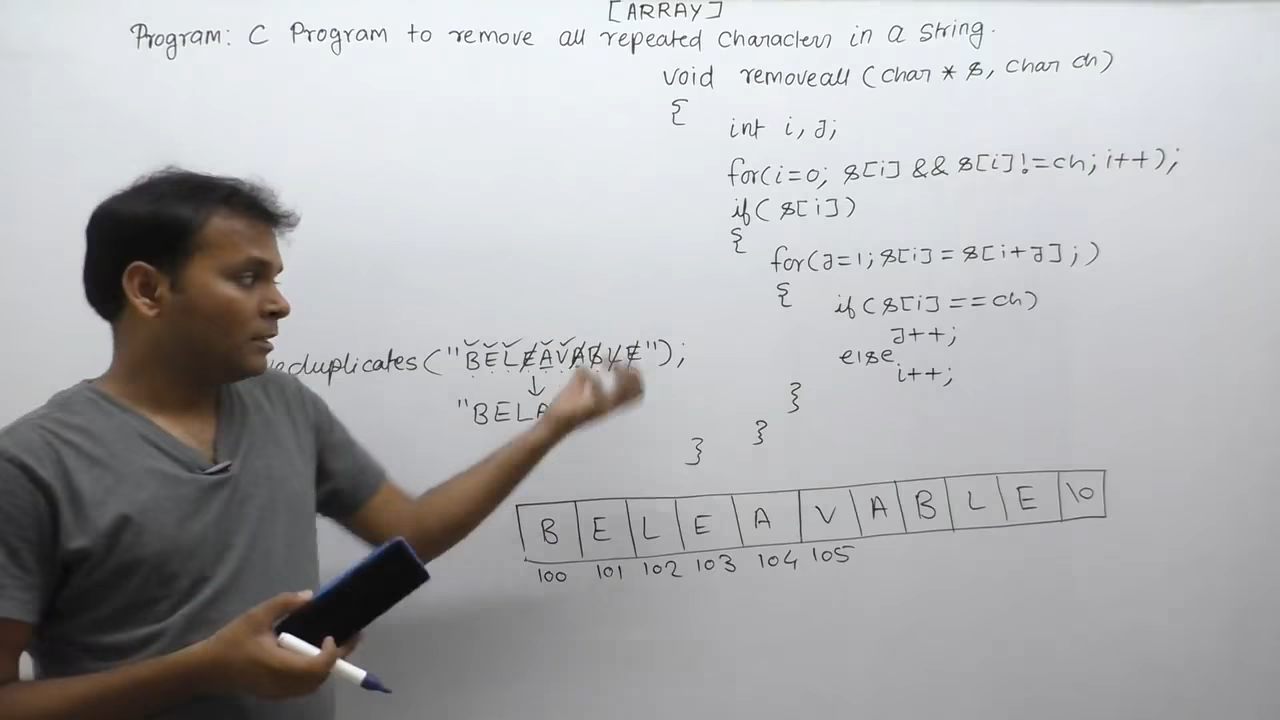 [ARRAY]
Program: C Program to remove all repeated characters in a string.
void removeall (char * s, char ch)
{
int i, J;
for(i=0; s[i] && s[i]!=ch; i++);
if( s[i])
{
for(J=1; s[i] = s[i+J] ; )
{
if( s[i] == ch)
J++;
else
i++;
}
}
}
duplicates("BELEAVABLE");
"BELA
B E L E A V A B L E \0
100 101 102 103 104 105